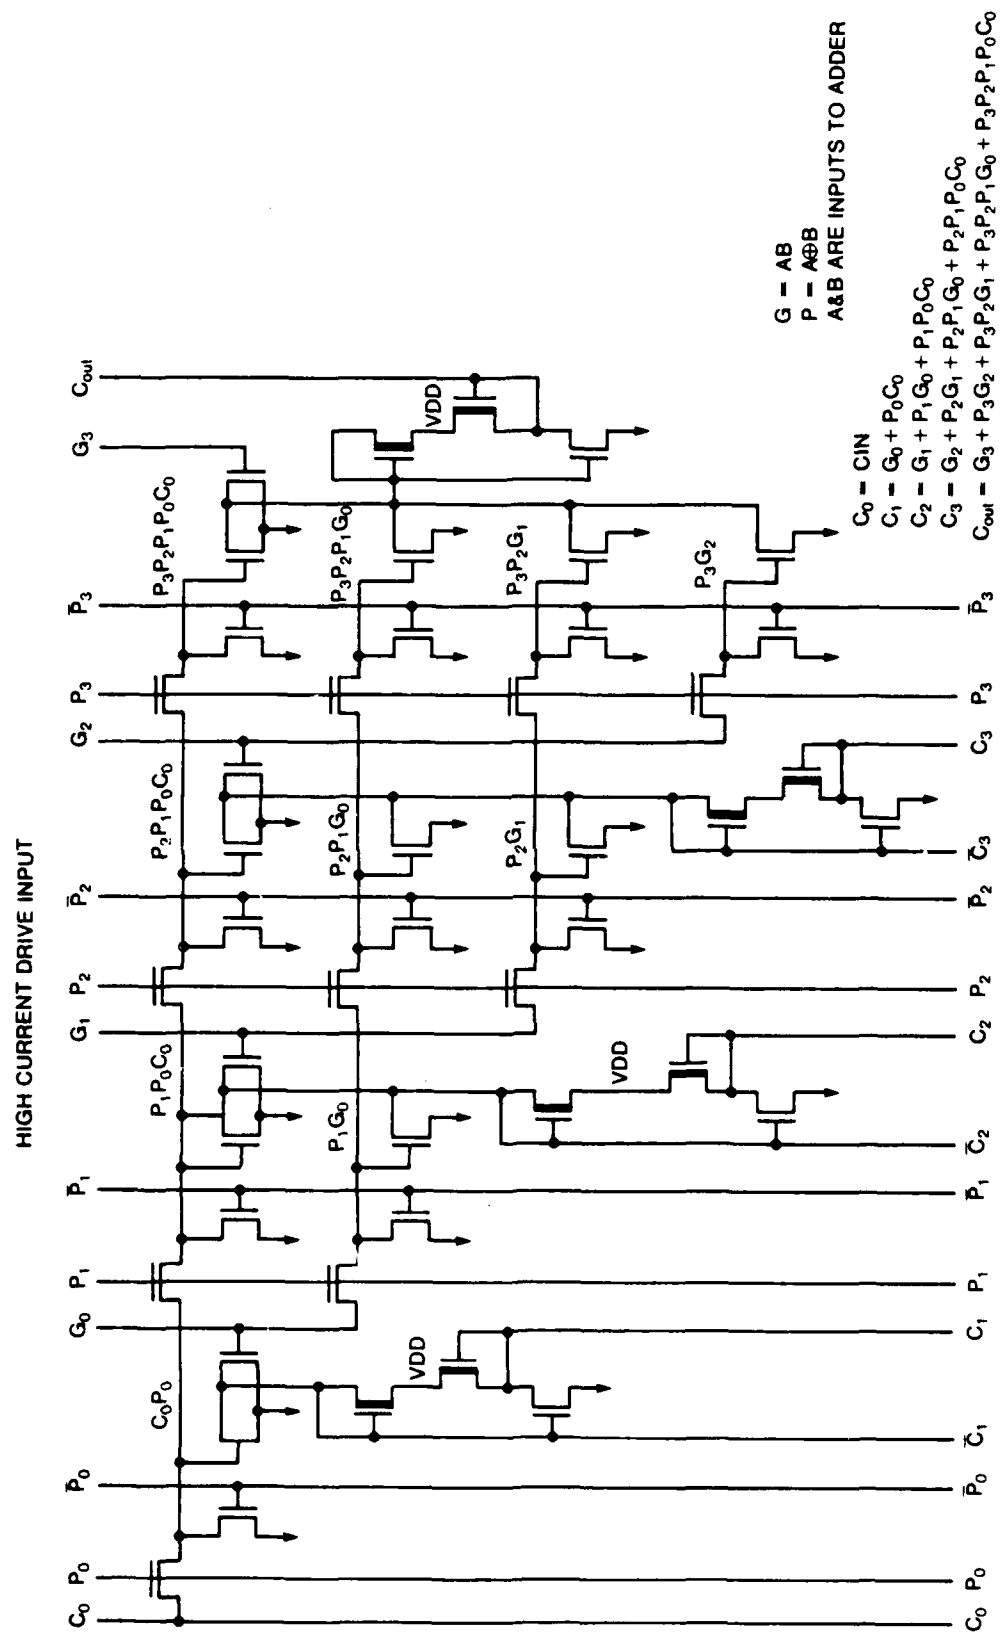 HIGH CURRENT DRIVE INPUT
C₀ P₀ P̅₀ G₀ P₁ P̅₁ G₁ P₂ P̅₂ G₂ P₃ P̅₃ G₃ Cout
C₀P₀
P₁P₀C₀
P₂P₁P₀C₀
P₃P₂P₁P₀C₀
P₁G₀
P₂P₁G₀
P₃P₂P₁G₀
P₂G₁
P₃P₂G₁
P₃G₂
VDD
VDD
VDD
C₀ P₀ P̅₀ C̅₁ C₁ P₁ P̅₁ C̅₂ C₂ P₂ P̅₂ C̅₃ C₃ P₃ P̅₃
G = AB
P = A⊕B
A&B ARE INPUTS TO ADDER
C₀ = CIN
C₁ = G₀ + P₀C₀
C₂ = G₁ + P₁G₀ + P₁P₀C₀
C₃ = G₂ + P₂G₁ + P₂P₁G₀ + P₂P₁P₀C₀
Cout = G₃ + P₃G₂ + P₃P₂G₁ + P₃P₂P₁G₀ + P₃P₂P₁P₀C₀